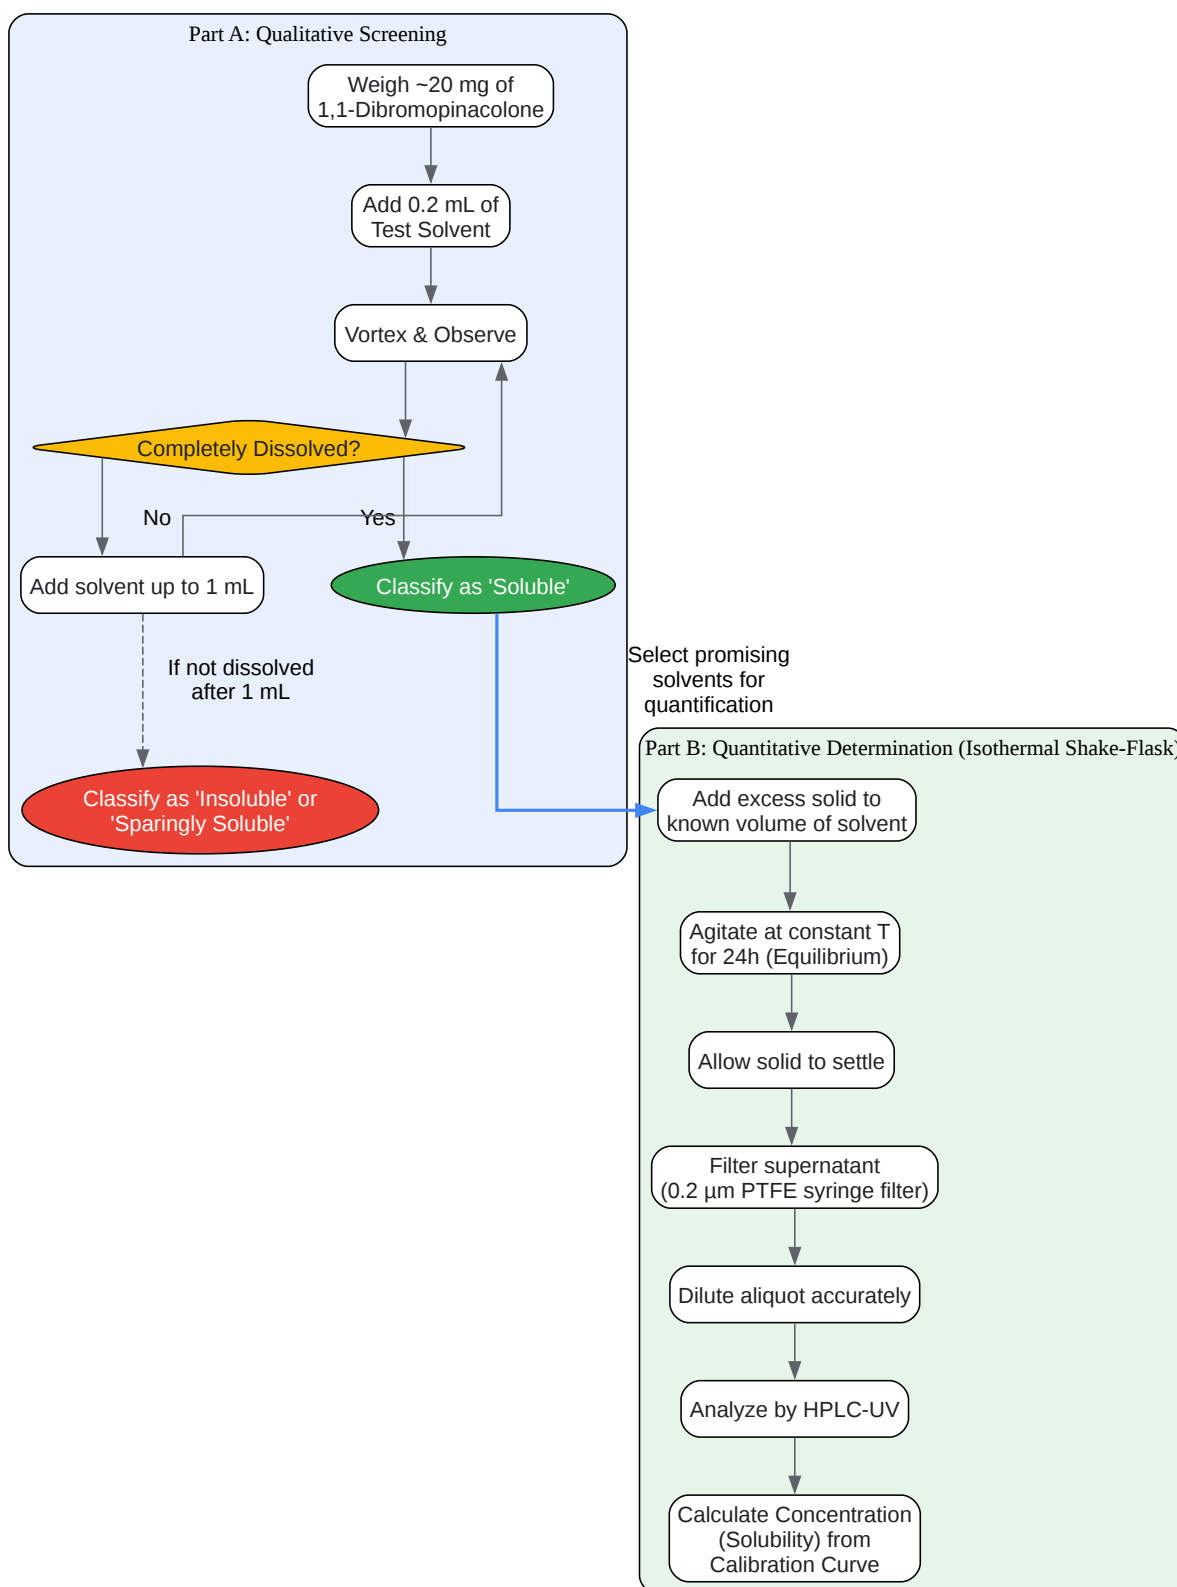 Part A: Qualitative Screening
Weigh ~20 mg of
1,1-Dibromopinacolone
Add 0.2 mL of
Test Solvent
Vortex & Observe
Completely Dissolved?
No
Yes
Add solvent up to 1 mL
Classify as 'Soluble'
If not dissolved
after 1 mL
Classify as 'Insoluble' or
'Sparingly Soluble'
Select promising
solvents for
quantification
Part B: Quantitative Determination (Isothermal Shake-Flask)
Add excess solid to
known volume of solvent
Agitate at constant T
for 24h (Equilibrium)
Allow solid to settle
Filter supernatant
(0.2 µm PTFE syringe filter)
Dilute aliquot accurately
Analyze by HPLC-UV
Calculate Concentration
(Solubility) from
Calibration Curve